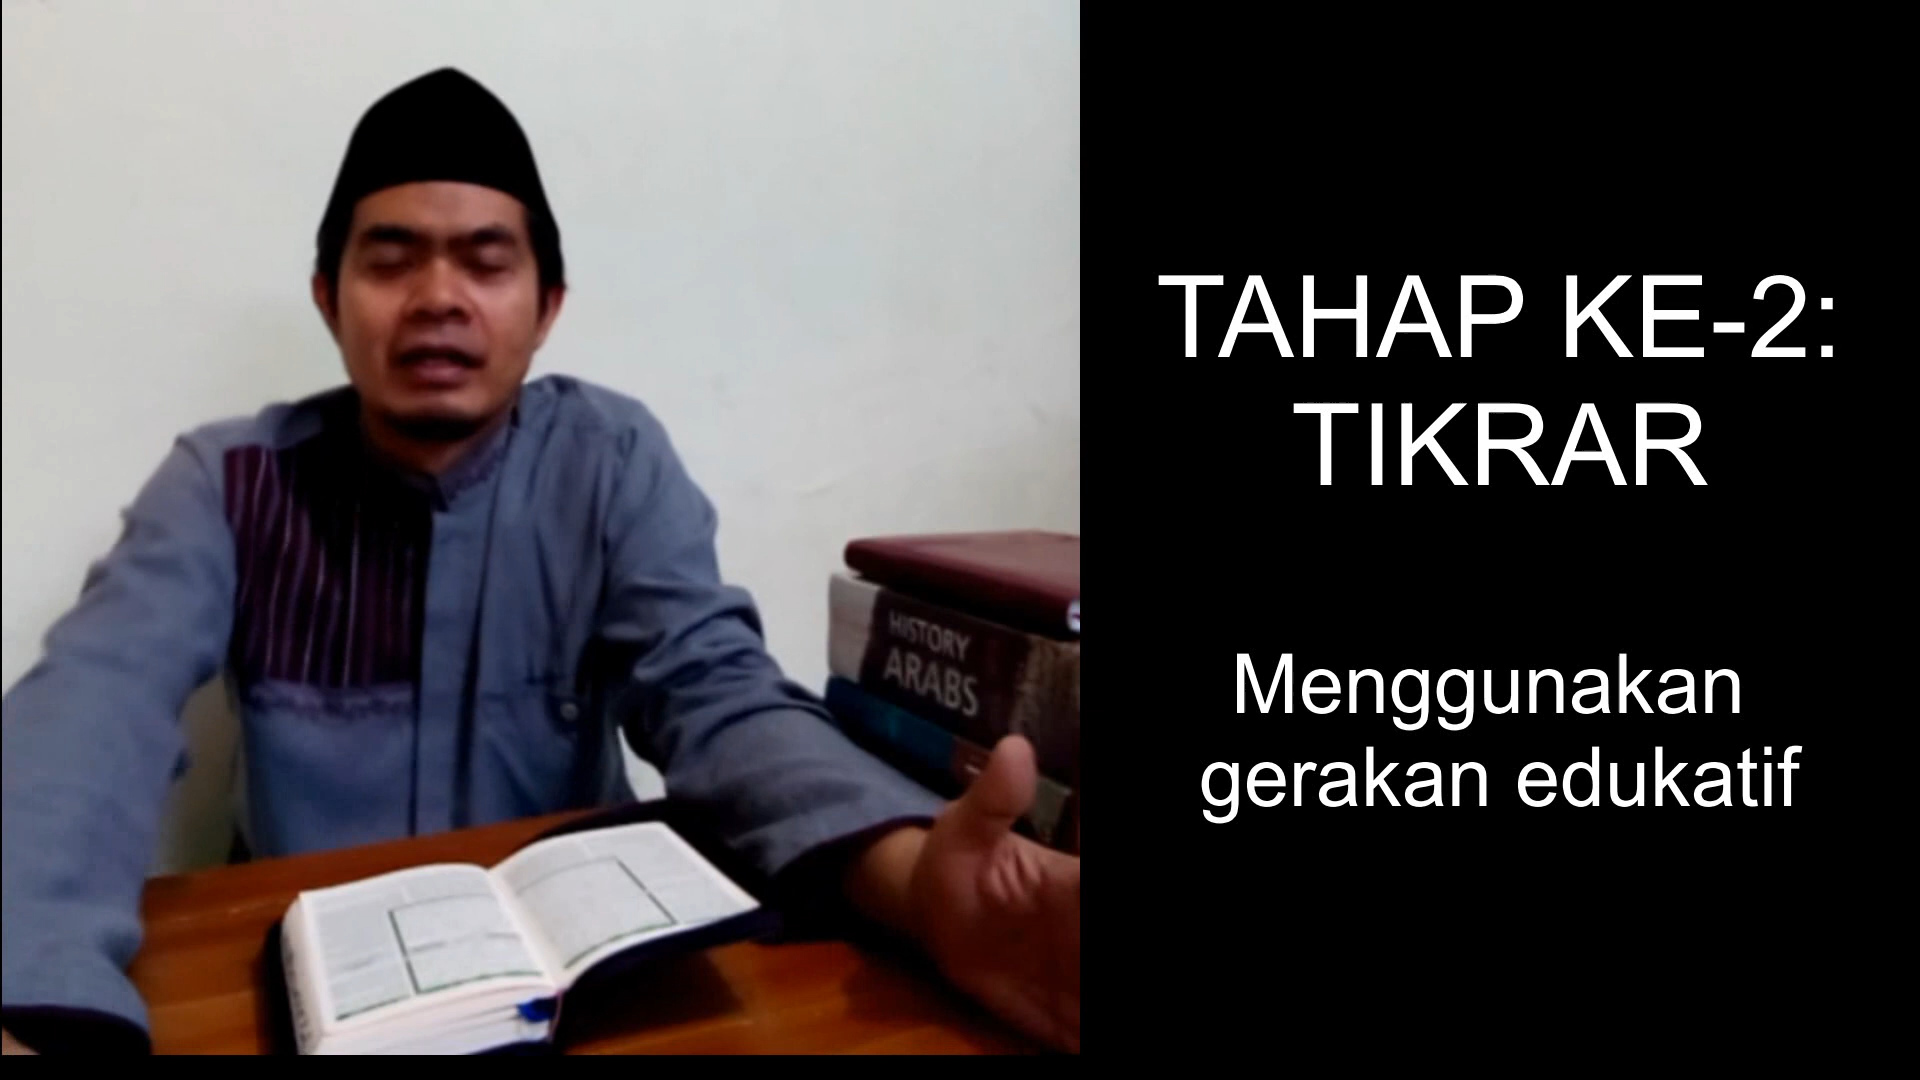 TAHAP KE-2:
TIKRAR
Menggunakan
gerakan edukatif
HISTORY
ARABS